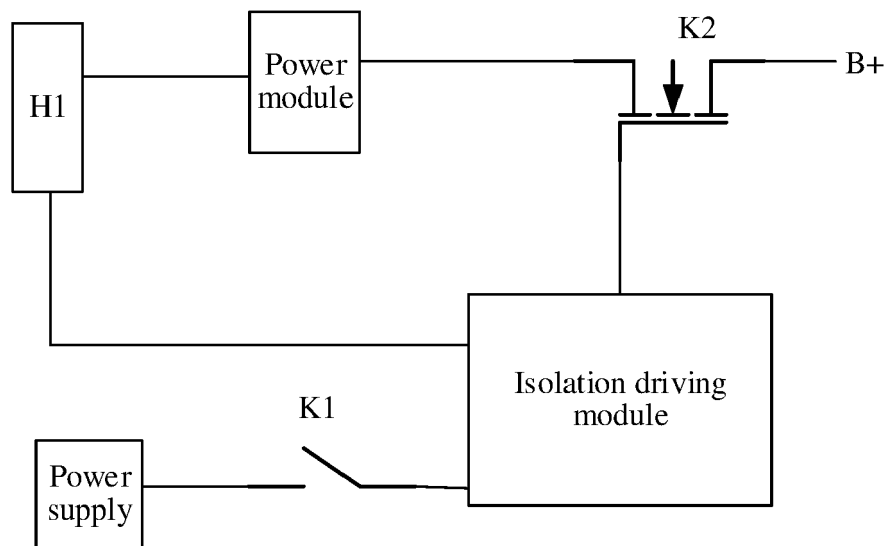 K2
Power
module
B+
H1
Isolation driving
module
K1
Power
supply